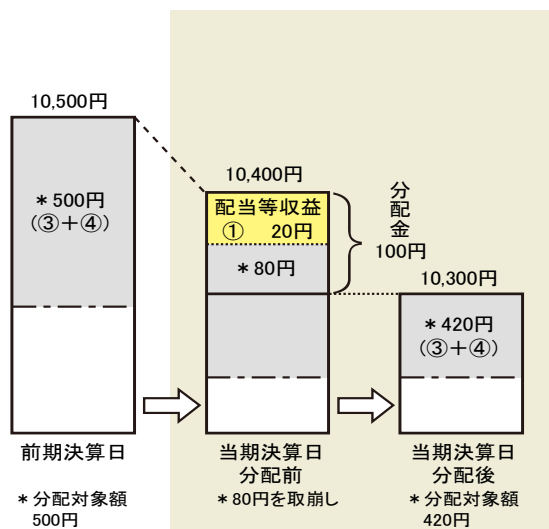 10,500円
＊500円
（③＋④）
前期決算日
＊分配対象額
500円
10,400円
配当等収益
① 20円
＊80円
分配金
100円
当期決算日
分配前
＊80円を取崩し
10,300円
＊420円
（③＋④）
当期決算日
分配後
＊分配対象額
420円